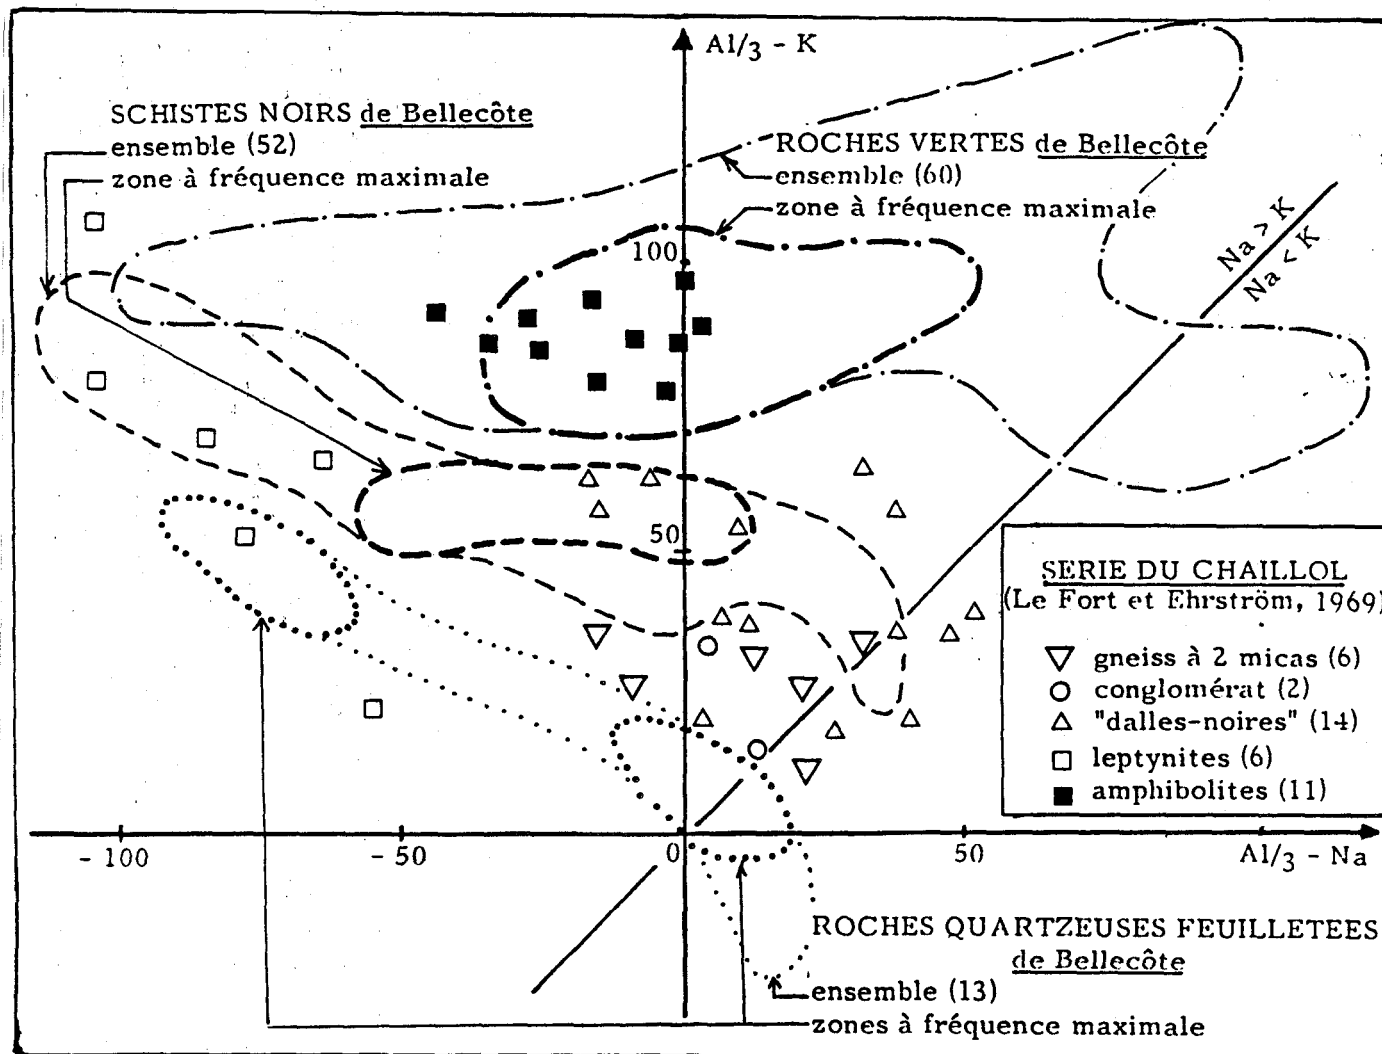 Al/3 - K
SCHISTES NOIRS de Bellecôte
ensemble (52)
zone à fréquence maximale
ROCHES VERTES de Bellecôte
ensemble (60)
zone à fréquence maximale
Na > K
Na < K
100
50
SERIE DU CHAILLOL
(Le Fort et Ehrström, 1969)
gneiss à 2 micas (6)
conglomérat (2)
"dalles-noires" (14)
leptynites (6)
amphibolites (11)
- 100
- 50
0
50
Al/3 - Na
ROCHES QUARTZEUSES FEUILLETEES
de Bellecôte
ensemble (13)
zones à fréquence maximale